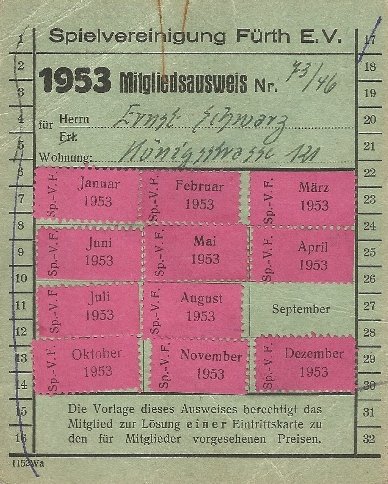 Spielvereinigung Fürth E.V.
1953 Mitgliedsausweis Nr. 73/46
für Herrn Ernst Schwarz
Frl.
Wohnung: Königsstrasse 121
Sp.-V. F. Januar 1953 Sp.-V. F. Februar 1953 Sp.-V. F. März 1953
Sp.-V. F. Juni 1953 Sp.-V. F. Mai 1953 Sp.-V. F. April 1953
Sp.-V. F. Juli 1953 Sp.-V. F. August 1953 September
Sp.-V. F. Oktober 1953 Sp.-V. F. November 1953 Sp.-V. F. Dezember 1953
Die Vorlage dieses Ausweises berechtigt das
Mitglied zur Lösung einer Eintrittskarte zu
den für Mitglieder vorgesehenen Preisen.
1152Wa
1
2
3
4
5
6
7
8
9
10
11
12
13
14
15
16
17
18
19
20
21
22
23
24
25
26
27
28
29
30
31
32